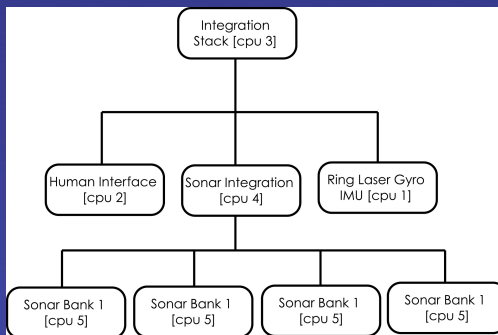 Integration
Stack [cpu 3]
Human Interface
[cpu 2]
Sonar Integration
[cpu 4]
Ring Laser Gyro
IMU [cpu 1]
Sonar Bank 1
[cpu 5]
Sonar Bank 1
[cpu 5]
Sonar Bank 1
[cpu 5]
Sonar Bank 1
[cpu 5]